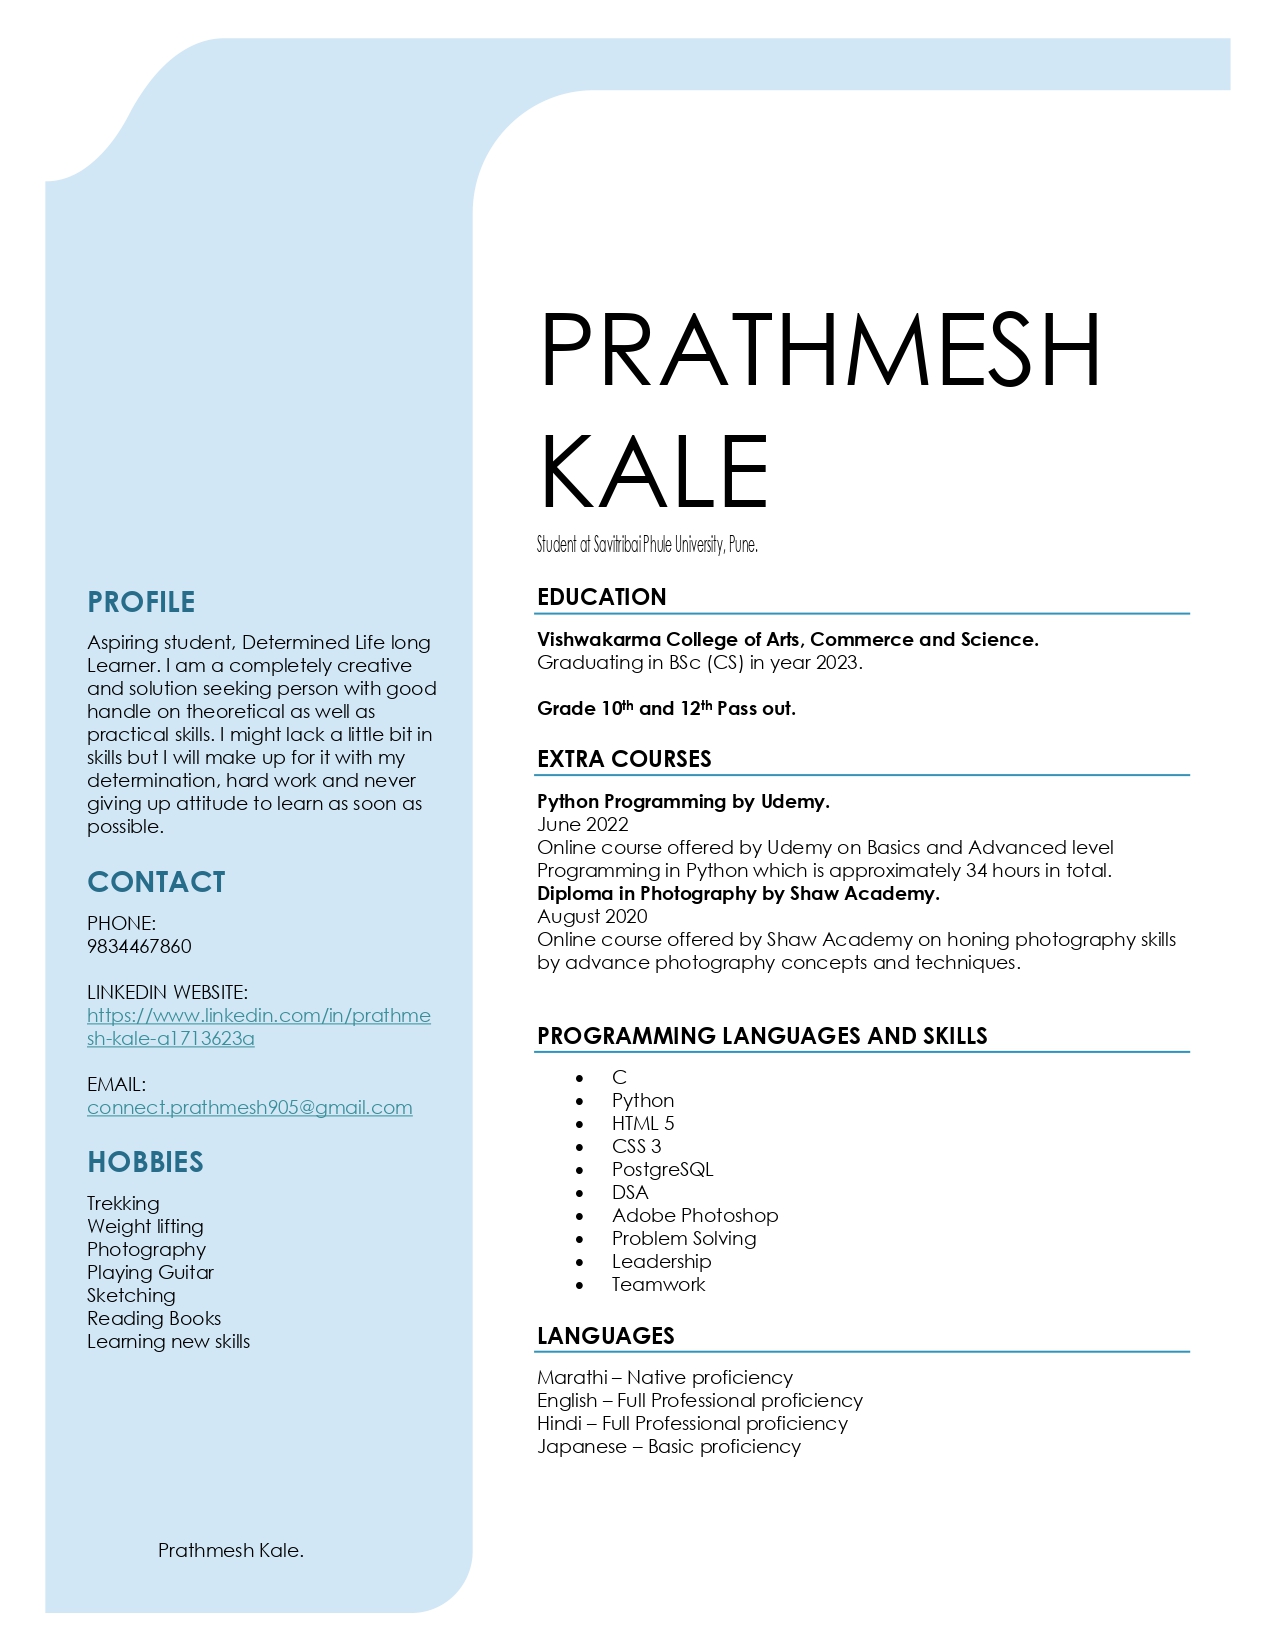 PRATHMESH
KALE
Student at Savitribai Phule University, Pune.
PROFILE
Aspiring student, Determined Life long
Learner. I am a completely creative
and solution seeking person with good
handle on theoretical as well as
practical skills. I might lack a little bit in
skills but I will make up for it with my
determination, hard work and never
giving up attitude to learn as soon as
possible.
CONTACT
PHONE:
9834467860
LINKEDIN WEBSITE:
https://www.linkedin.com/in/prathme
sh-kale-a1713623a
EMAIL:
connect.prathmesh905@gmail.com
HOBBIES
Trekking
Weight lifting
Photography
Playing Guitar
Sketching
Reading Books
Learning new skills
Prathmesh Kale.
EDUCATION
Vishwakarma College of Arts, Commerce and Science.
Graduating in BSc (CS) in year 2023.
Grade 10th and 12th Pass out.
EXTRA COURSES
Python Programming by Udemy.
June 2022
Online course offered by Udemy on Basics and Advanced level
Programming in Python which is approximately 34 hours in total.
Diploma in Photography by Shaw Academy.
August 2020
Online course offered by Shaw Academy on honing photography skills
by advance photography concepts and techniques.
PROGRAMMING LANGUAGES AND SKILLS
• C
• Python
• HTML 5
• CSS 3
• PostgreSQL
• DSA
• Adobe Photoshop
• Problem Solving
• Leadership
• Teamwork
LANGUAGES
Marathi – Native proficiency
English – Full Professional proficiency
Hindi – Full Professional proficiency
Japanese – Basic proficiency